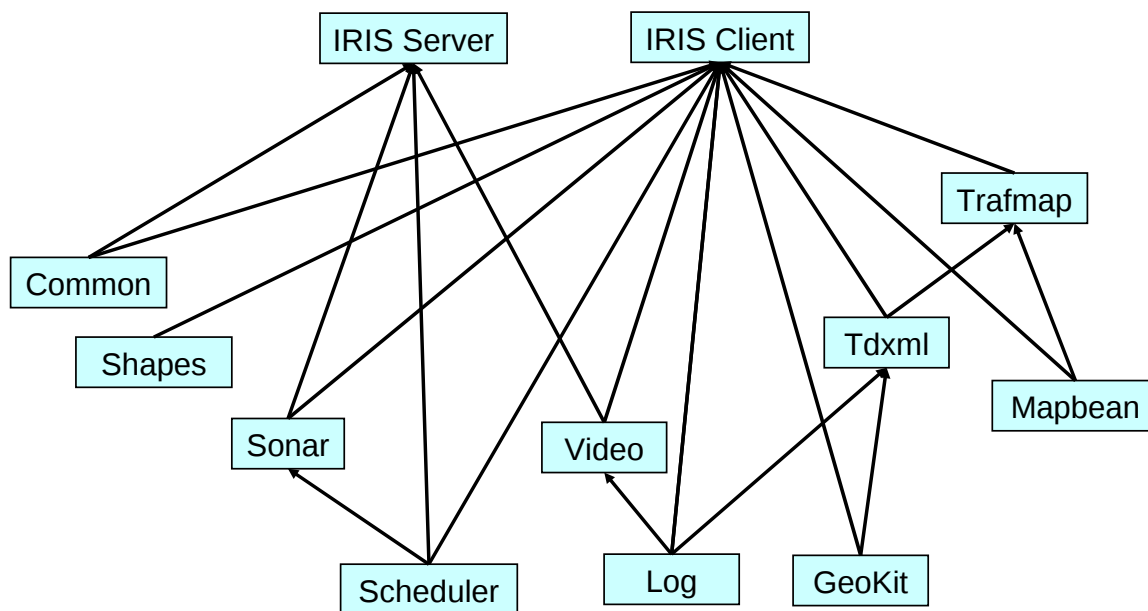 IRIS Server
IRIS Client
Trafmap
Common
Shapes
Tdxml
Mapbean
Sonar
Video
Scheduler
Log
GeoKit